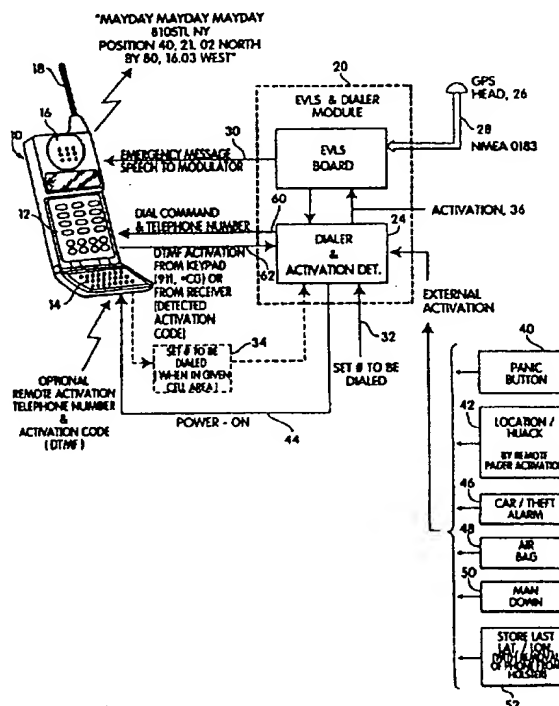 "MAYDAY MAYDAY MAYDAY
810STL NY
POSITION 40, 21. 02 NORTH
BY 80, 16.03 WEST"
18
16
10
12
14
20
EVLS & DIALER
MODULE
EVLS
BOARD
GPS
HEAD, 26
28
NMEA 0183
30
EMERGENCY MESSAGE
SPEECH TO MODULATOR
60
DIAL COMMAND
& TELEPHONE NUMBER
62
DTMF ACTIVATION
FROM KEYPAD
(911, *CG) OR
FROM RECEIVER
(DETECTED
ACTIVATION
CODE)
ACTIVATION, 36
24
DIALER
&
ACTIVATION DET.
EXTERNAL
ACTIVATION
32
SET # TO BE
DIALED
34
SET # TO BE
DIALED
(WHEN IN GIVEN
CELL AREA)
POWER - ON
44
OPTIONAL
REMOTE ACTIVATION
TELEPHONE NUMBER
&
ACTIVATION CODE
(DTMF)
40
PANIC
BUTTON
42
LOCATION /
HIJACK
BY REMOTE
PAGER ACTIVATION
46
CAR / THEFT
ALARM
48
AIR
BAG
50
MAN
DOWN
STORE LAST
LAT. / LON.
REMOVAL
OF PHONE FROM
HOLSTER)
52